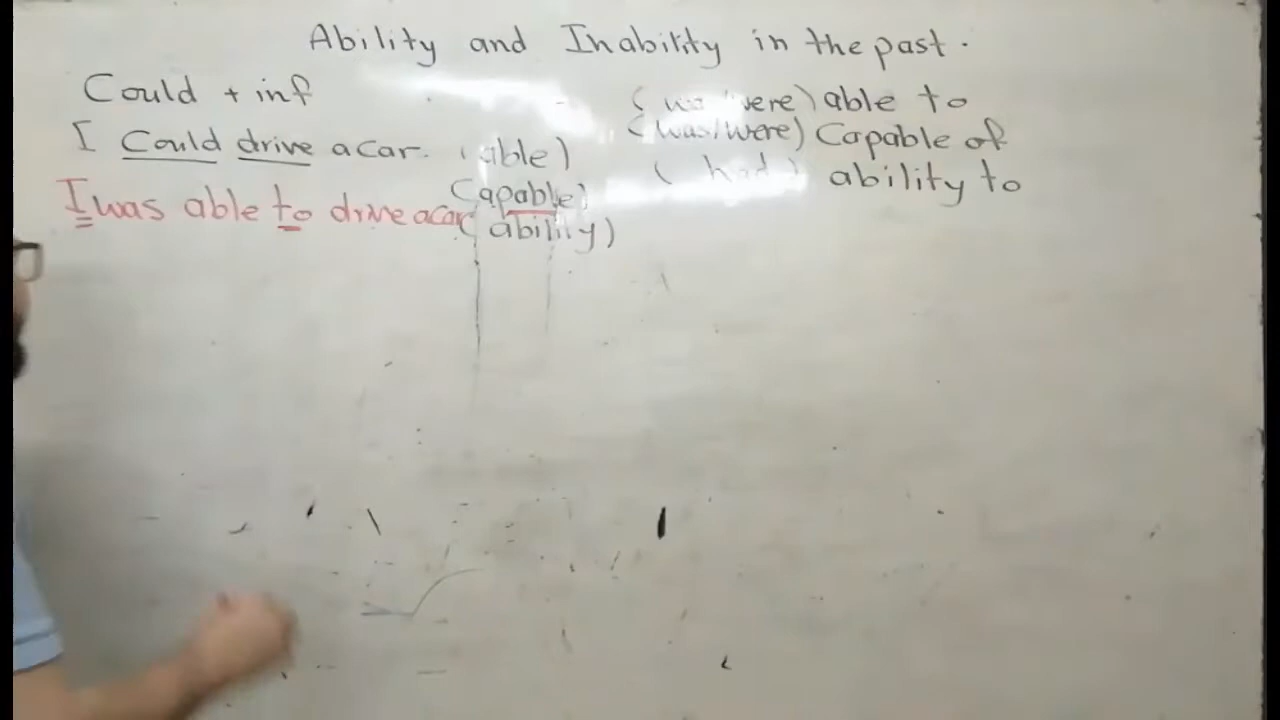 Ability and Inability in the past.
Could + inf
I Could drive a car. (able)
(Capable)
(ability)
I was able to drive a car
(was/were) able to
(was/were) Capable of
(had) ability to